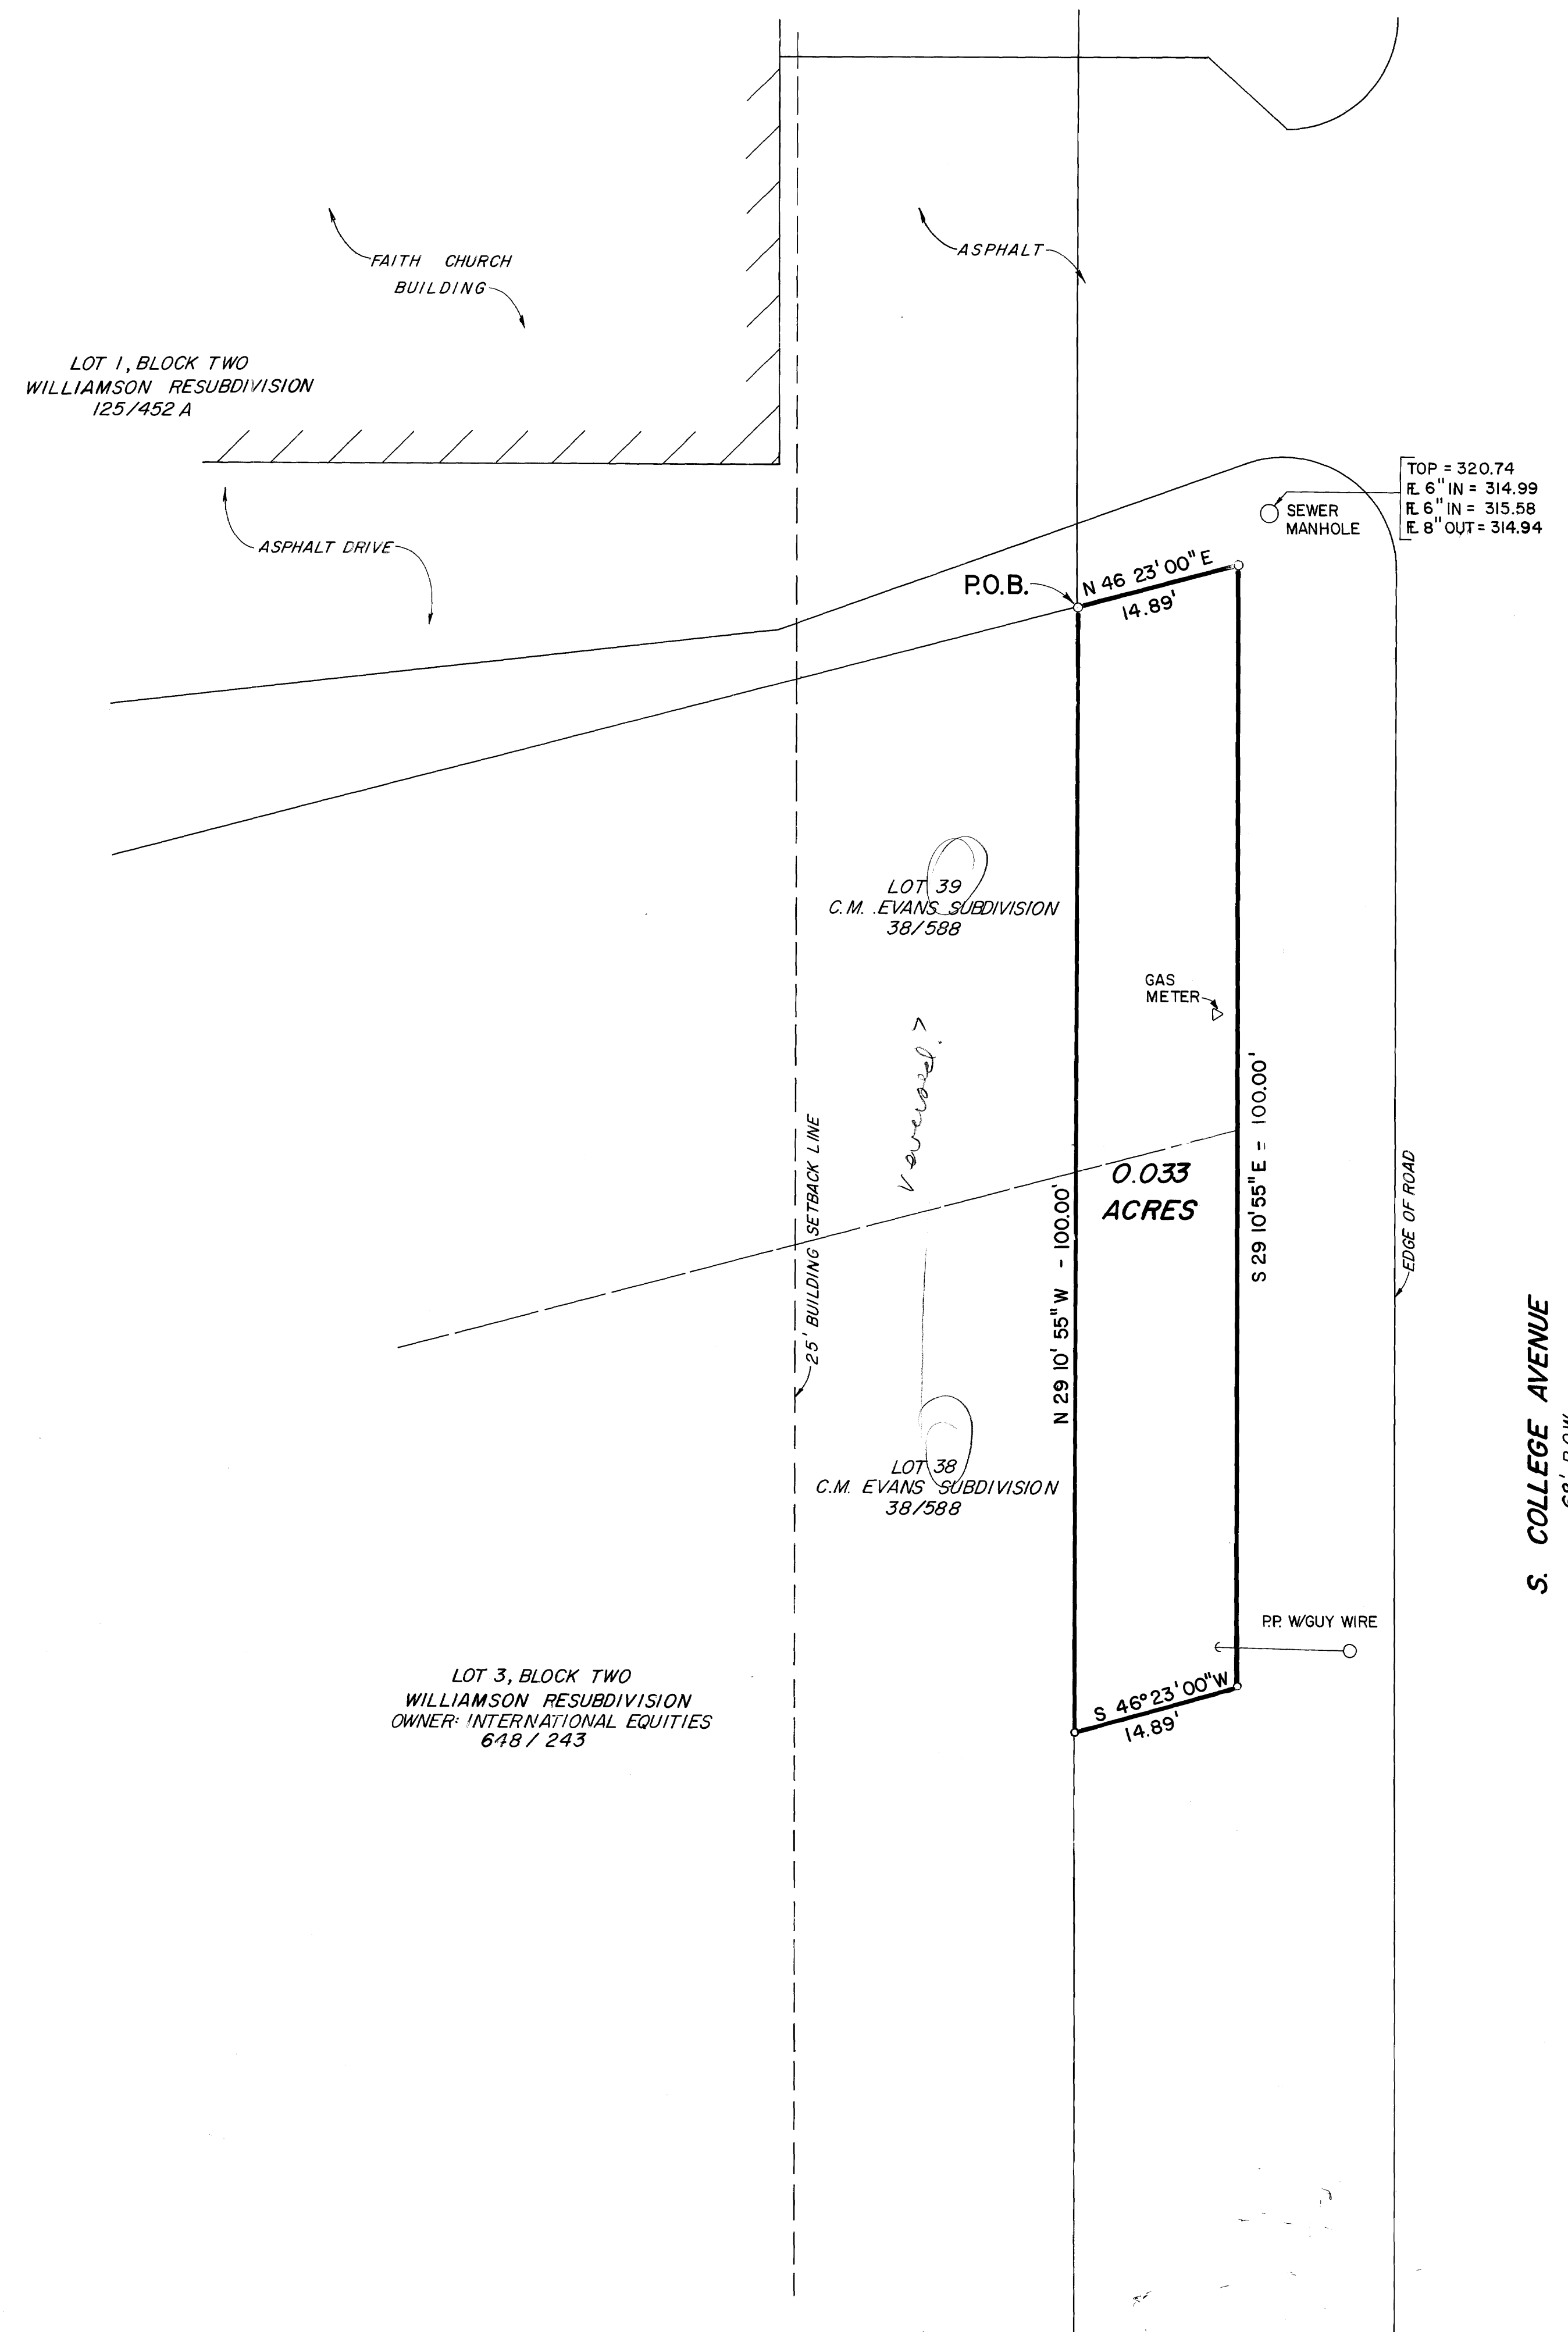 FAITH CHURCH
BUILDING
ASPHALT
LOT 1, BLOCK TWO
WILLIAMSON RESUBDIVISION
125/452 A
ASPHALT DRIVE
TOP = 320.74
FL 6" IN = 314.99
FL 6" IN = 315.58
FL 8" OUT = 314.94
SEWER
MANHOLE
P.O.B.
N 46 23'00" E
14.89'
LOT 39
C.M. EVANS SUBDIVISION
38/588
GAS
METER
reversed?
25' BUILDING SETBACK LINE
N 29 10' 55" W - 100.00'
0.033
ACRES
S 29 10'55" E = 100.00'
EDGE OF ROAD
S. COLLEGE AVENUE
68' R.O.W.
LOT 38
C.M. EVANS SUBDIVISION
38/588
P.P. W/GUY WIRE
S 46°23'00" W
14.89'
LOT 3, BLOCK TWO
WILLIAMSON RESUBDIVISION
OWNER: INTERNATIONAL EQUITIES
648 / 243